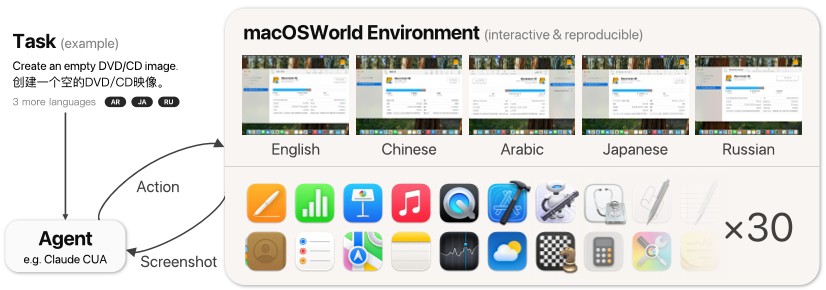 Task (example)
Create an empty DVD/CD image.
创建一个空的DVD/CD映像。
3 more languages AR JA RU
Action
Agent
e.g. Claude CUA
Screenshot
macOSWorld Environment (interactive & reproducible)
English Chinese Arabic Japanese Russian
×30